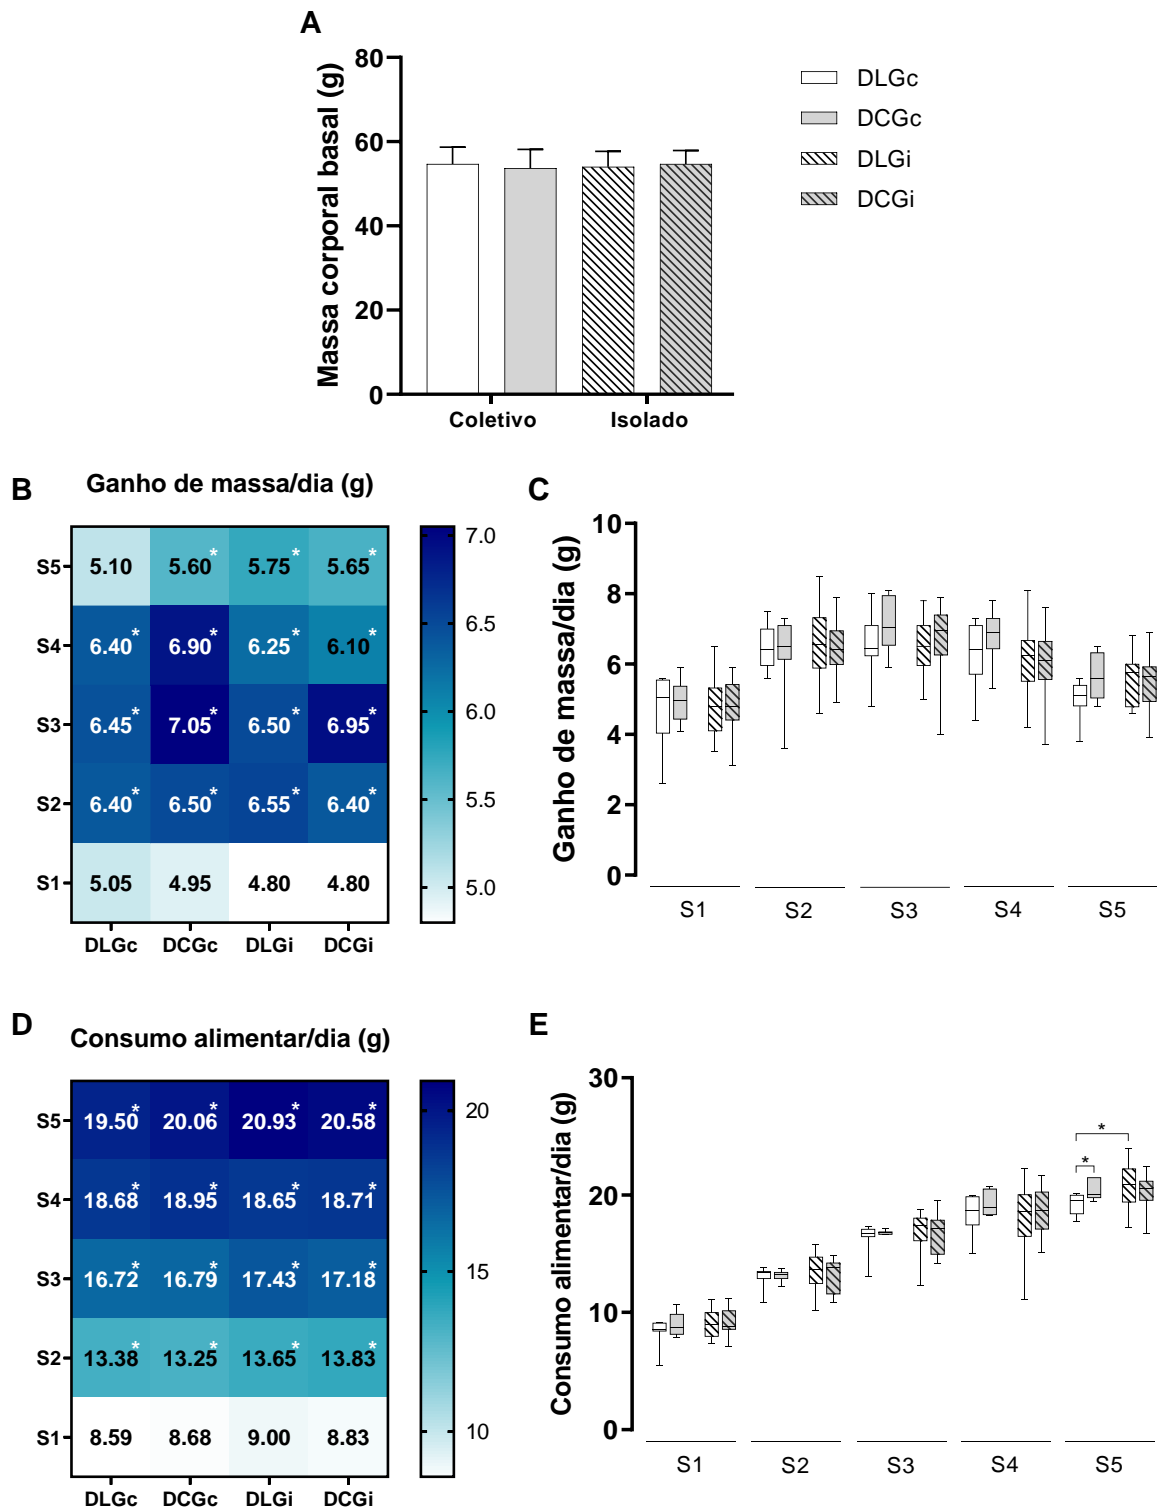 A
Massa corporal basal (g)
80
60
40
20
0
Coletivo Isolado
DLGc
DCGc
DLGi
DCGi
B
Ganho de massa/dia (g)
S5 5.10 5.60* 5.75* 5.65*
S4 6.40* 6.90* 6.25* 6.10*
S3 6.45* 7.05* 6.50* 6.95*
S2 6.40* 6.50* 6.55* 6.40*
S1 5.05 4.95 4.80 4.80
DLGc DCGc DLGi DCGi
7.0
6.5
6.0
5.5
5.0
C
Ganho de massa/dia (g)
10
8
6
4
2
0
S1 S2 S3 S4 S5
D
Consumo alimentar/dia (g)
S5 19.50* 20.06* 20.93* 20.58*
S4 18.68* 18.95* 18.65* 18.71*
S3 16.72* 16.79* 17.43* 17.18*
S2 13.38* 13.25* 13.65* 13.83*
S1 8.59 8.68 9.00 8.83
DLGc DCGc DLGi DCGi
20
15
10
E
Consumo alimentar/dia (g)
30
20
10
0
*
*
S1 S2 S3 S4 S5